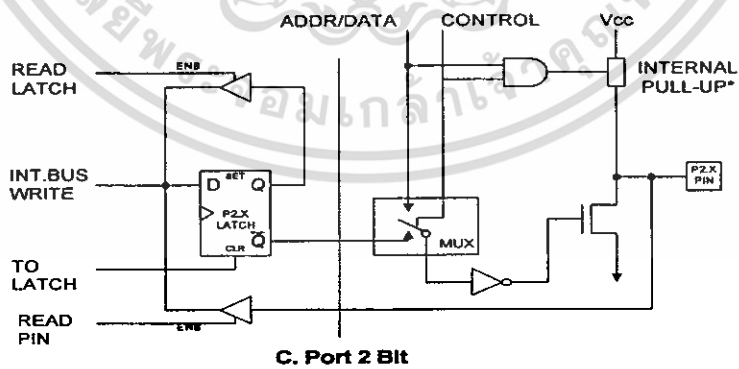 ADDR/DATA CONTROL Vcc
READ LATCH
ENB
INTERNAL PULL-UP*
INT.BUS WRITE
D SET Q
P2.X LATCH
CLR Q
P2.X PIN
MUX
TO LATCH
READ PIN
ENB
C. Port 2 Bit